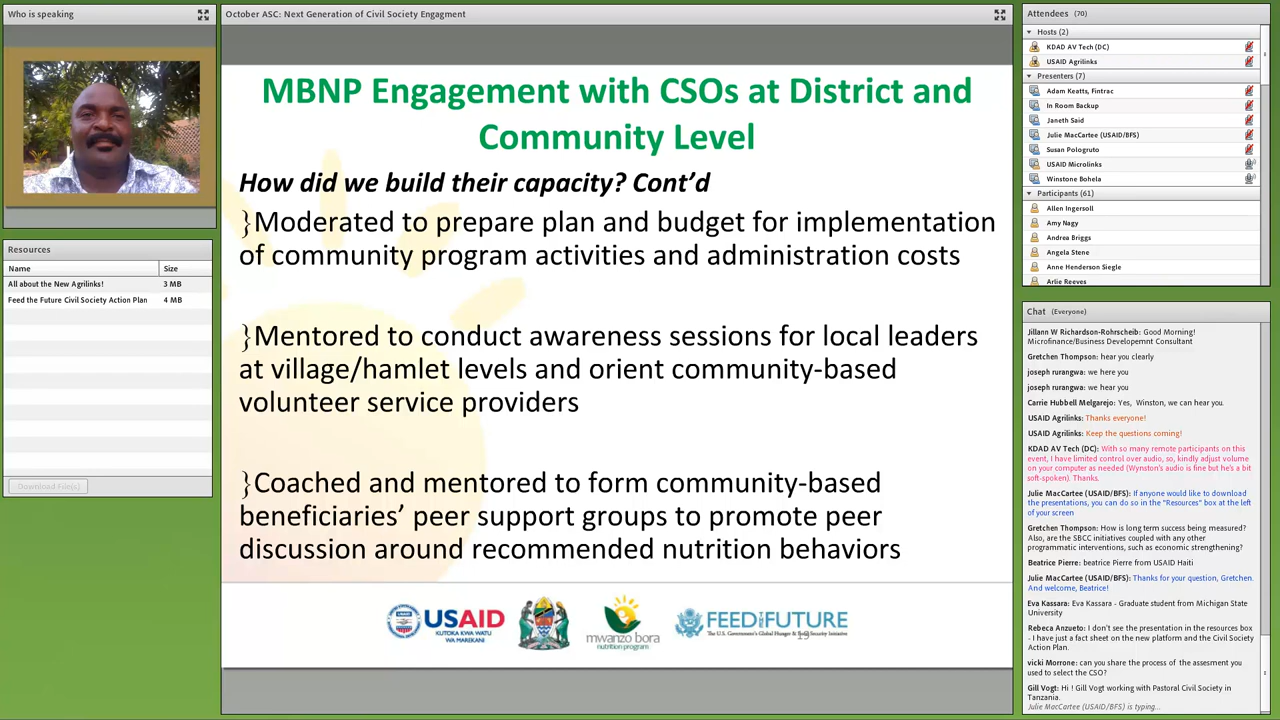 Who is speaking
October ASC: Next Generation of Civil Society Engagment
MBNP Engagement with CSOs at District and
Community Level
How did we build their capacity? Cont’d
}Moderated to prepare plan and budget for implementation
of community program activities and administration costs
}Mentored to conduct awareness sessions for local leaders
at village/hamlet levels and orient community-based
volunteer service providers
}Coached and mentored to form community-based
beneficiaries’ peer support groups to promote peer
discussion around recommended nutrition behaviors
USAID
KUTOKA KWA WATU
WA MAREKANI
mwanzo bora
nutrition program
FEED THE FUTURE
The U.S. Government's Global Hunger & Food Security Initiative
Resources
Name Size
All about the New Agrilinks! 3 MB
Feed the Future Civil Society Action Plan 4 MB
Download File(s)
Attendees (70)
Hosts (2)
KDAD AV Tech (DC)
USAID Agrilinks
Presenters (7)
Adam Keatts, Fintrac
In Room Backup
Janeth Said
Julie MacCartee (USAID/BFS)
Susan Pologruto
USAID Microlinks
Winstone Bohela
Participants (61)
Allen Ingersoll
Amy Nagy
Andrea Briggs
Angela Stene
Anne Henderson Siegle
Arlie Reeves
Chat (Everyone)
Jillann W Richardson-Rohrscheib: Good Morning!
Microfinance/Business Developemnt Consultant
Gretchen Thompson: hear you clearly
joseph rurangwa: we here you
joseph rurangwa: we hear you
Carrie Hubbell Melgarejo: Yes, Winston, we can hear you.
USAID Agrilinks: Thanks everyone!
USAID Agrilinks: Keep the questions coming!
KDAD AV Tech (DC): With so many remote participants on this
event, I have limited control over audio, so, kindly adjust volume
on your computer as needed (Wynston's audio is fine but he's a bit
soft-spoken). Thanks.
Julie MacCartee (USAID/BFS): If anyone would like to download
the presentations, you can do so in the "Resources" box at the left
of your screen
Gretchen Thompson: How is long term success being measured?
Also, are the SBCC initiatives coupled with any other
programmatic interventions, such as economic strengthening?
Beatrice Pierre: beatrice Pierre from USAID Haiti
Julie MacCartee (USAID/BFS): Thanks for your question, Gretchen.
And welcome, Beatrice!
Eva Kassara: Eva Kassara - Graduate student from Michigan State
University
Rebeca Anzueto: I don't see the presentation in the resources box
- I have just a fact sheet on the new platform and the Civil Society
Action Plan.
vicki Morrone: can you share the process of the assesment you
used to select the CSO?
Gill Vogt: Hi ! Gill Vogt working with Pastoral Civil Society in
Tanzania.
Julie MacCartee (USAID/BFS) is typing...